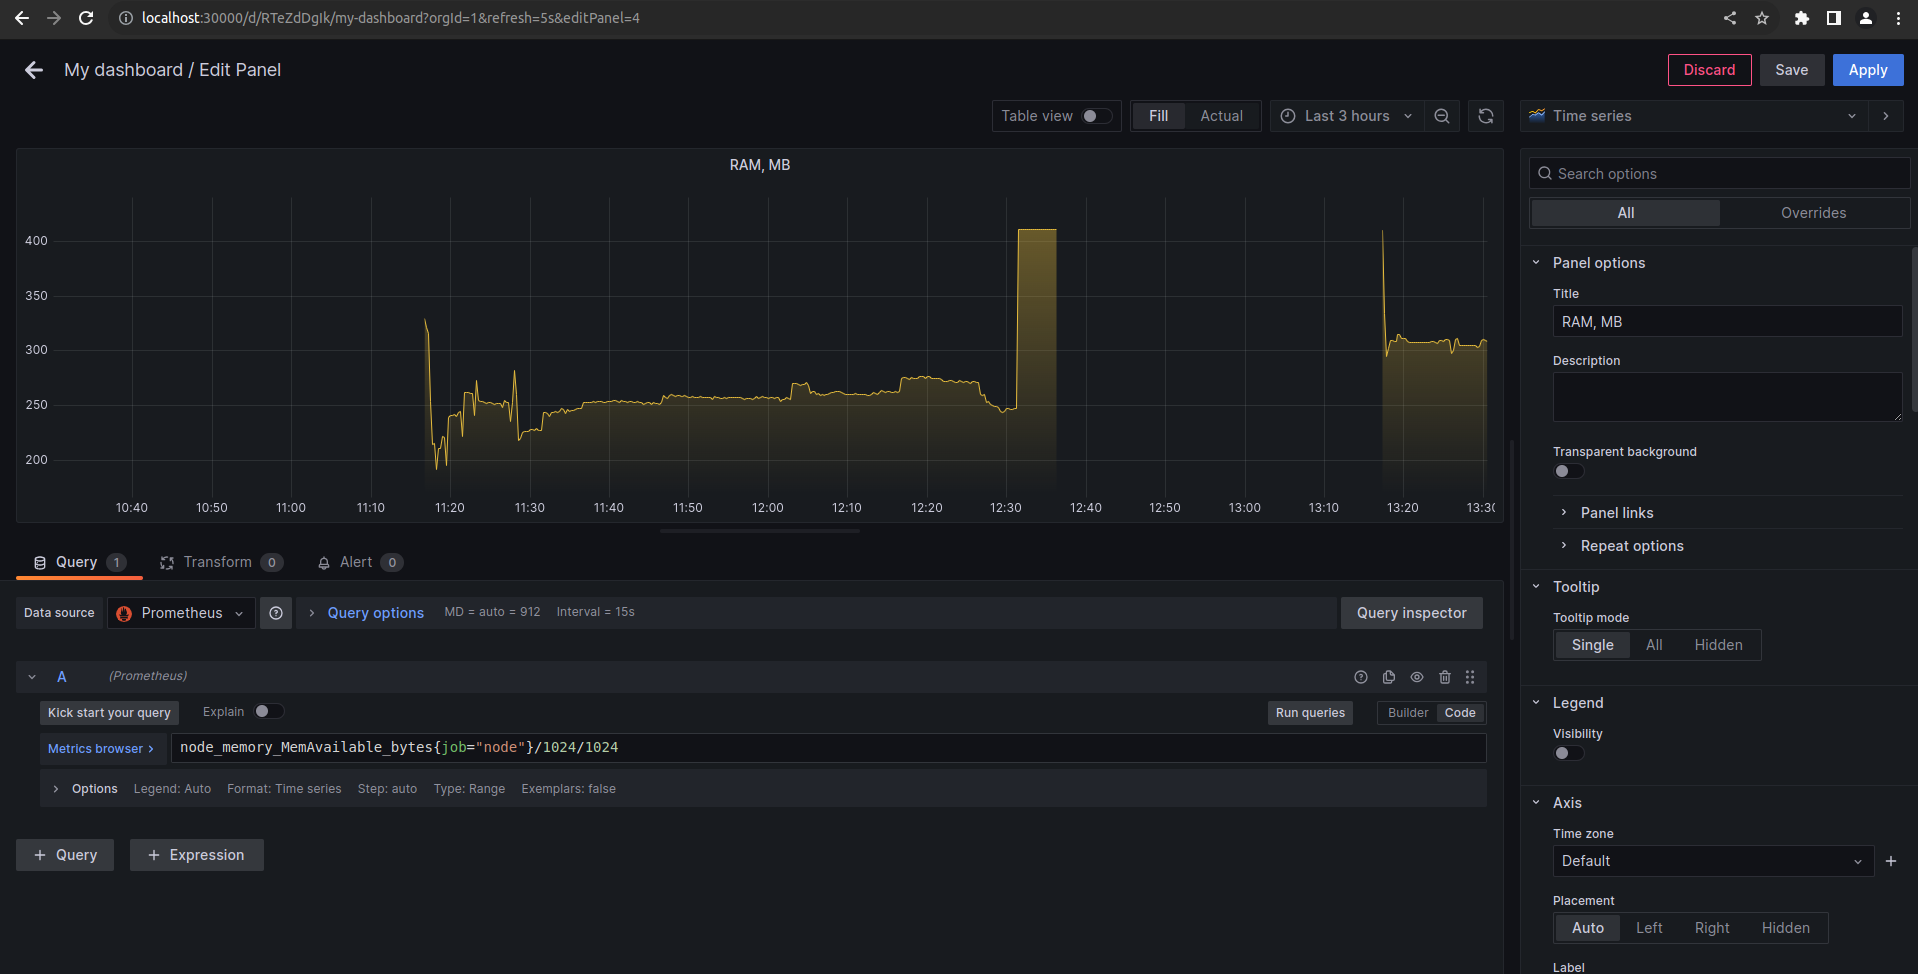 localhost:30000/d/RTeZdDgIk/my-dashboard?orgId=1&refresh=5s&editPanel=4
My dashboard / Edit Panel
Discard Save Apply
Table view Fill Actual Last 3 hours Time series
RAM, MB
400
350
300
250
200
10:40 10:50 11:00 11:10 11:20 11:30 11:40 11:50 12:00 12:10 12:20 12:30 12:40 12:50 13:00 13:10 13:20 13:30
Query 1 Transform 0 Alert 0
Data source Prometheus Query options MD = auto = 912 Interval = 15s Query inspector
A (Prometheus)
Kick start your query Explain Run queries Builder Code
Metrics browser > node_memory_MemAvailable_bytes{job="node"}/1024/1024
Options Legend: Auto Format: Time series Step: auto Type: Range Exemplars: false
+ Query + Expression
Search options
All Overrides
Panel options
Title
RAM, MB
Description
Transparent background
Panel links
Repeat options
Tooltip
Tooltip mode
Single All Hidden
Legend
Visibility
Axis
Time zone
Default
Placement
Auto Left Right Hidden
Label